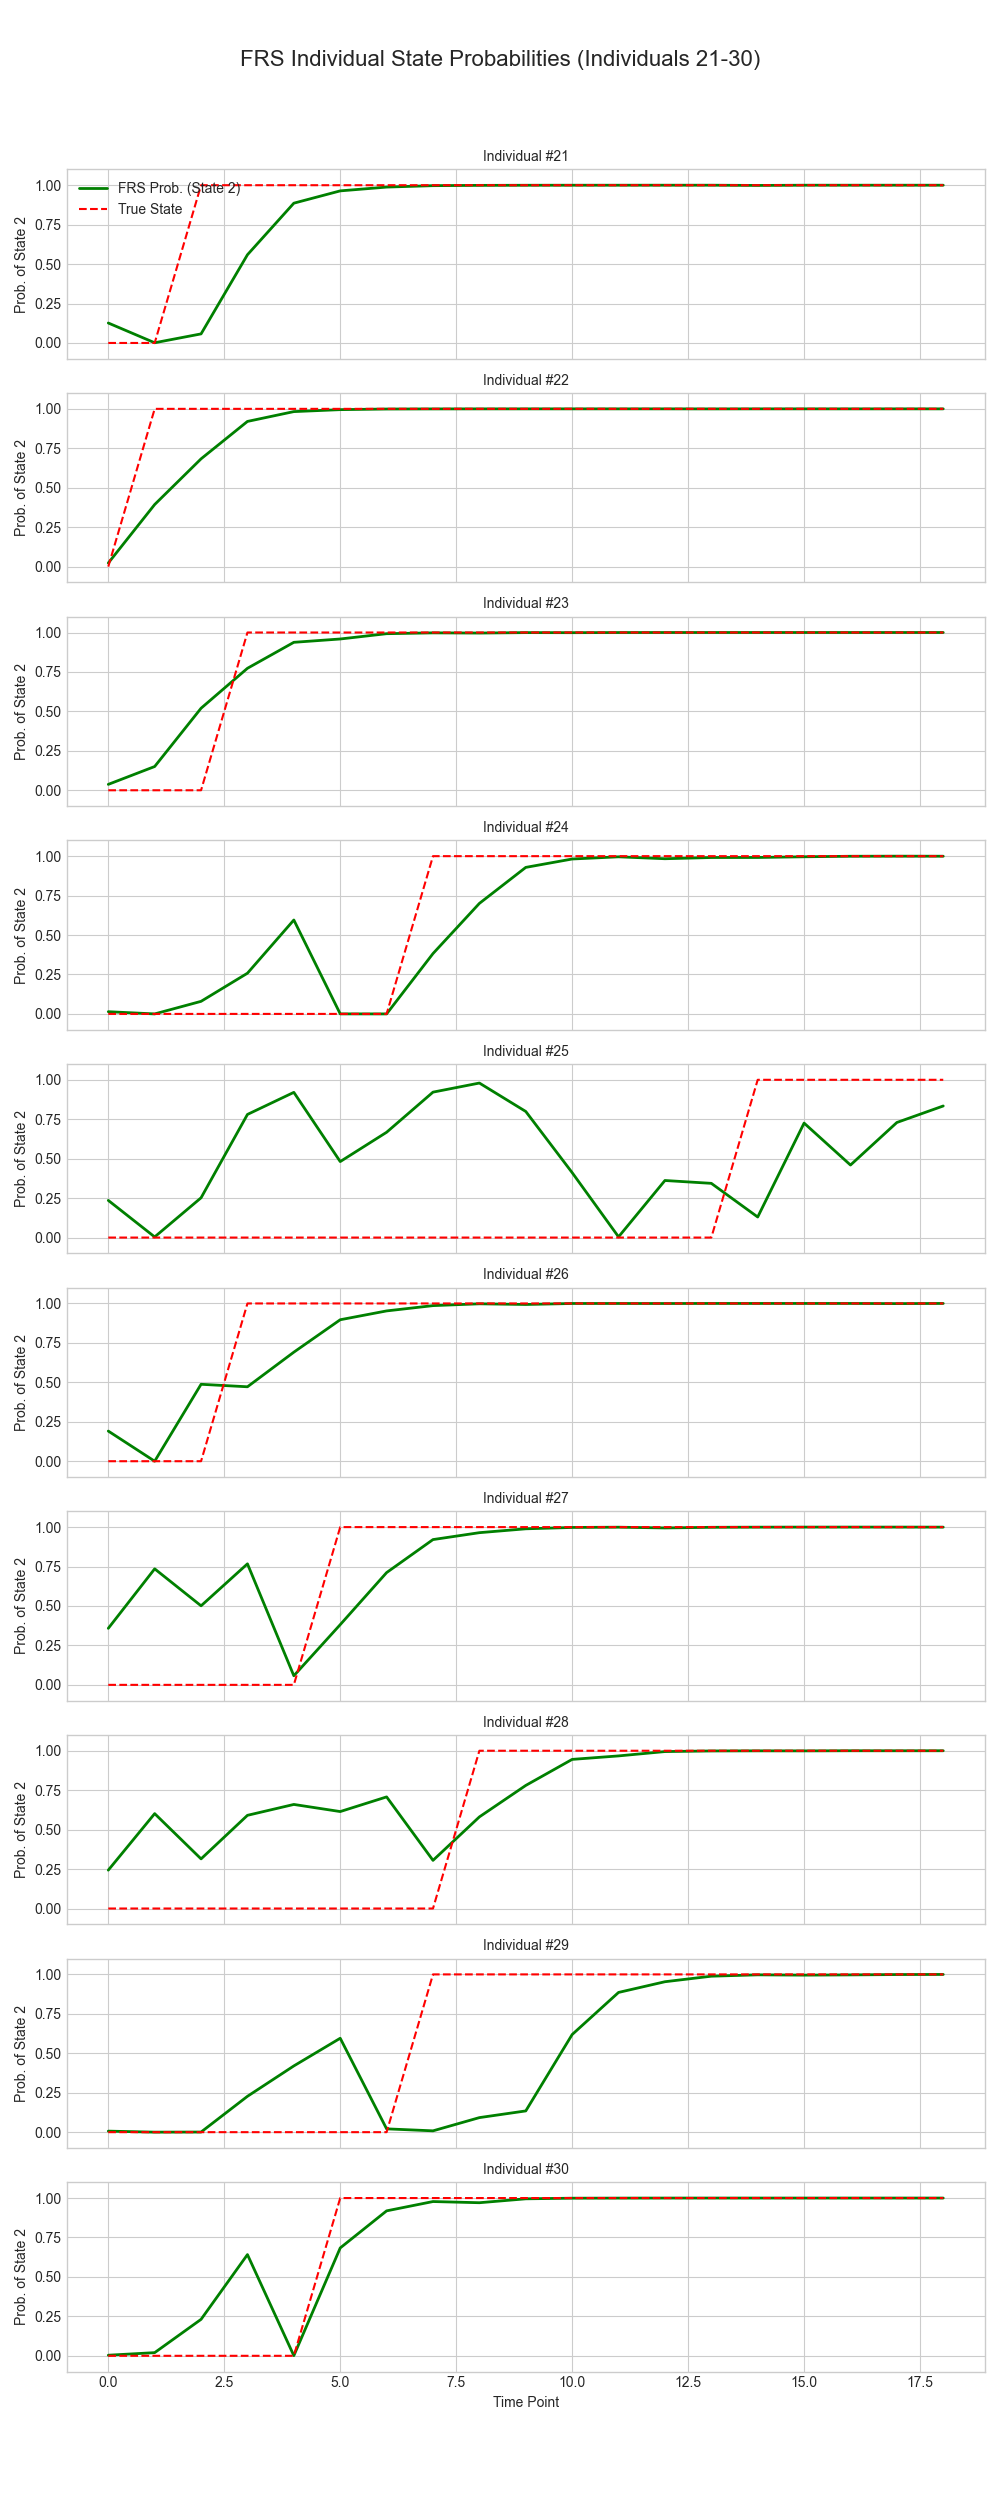 FRS Individual State Probabilities (Individuals 21-30)
Individual #21
FRS Prob. (State 2)
True State
1.00
0.75
0.50
0.25
0.00
Prob. of State 2
Individual #22
1.00
0.75
0.50
0.25
0.00
Prob. of State 2
Individual #23
1.00
0.75
0.50
0.25
0.00
Prob. of State 2
Individual #24
1.00
0.75
0.50
0.25
0.00
Prob. of State 2
Individual #25
1.00
0.75
0.50
0.25
0.00
Prob. of State 2
Individual #26
1.00
0.75
0.50
0.25
0.00
Prob. of State 2
Individual #27
1.00
0.75
0.50
0.25
0.00
Prob. of State 2
Individual #28
1.00
0.75
0.50
0.25
0.00
Prob. of State 2
Individual #29
1.00
0.75
0.50
0.25
0.00
Prob. of State 2
Individual #30
1.00
0.75
0.50
0.25
0.00
Prob. of State 2
0.0 2.5 5.0 7.5 10.0 12.5 15.0 17.5
Time Point